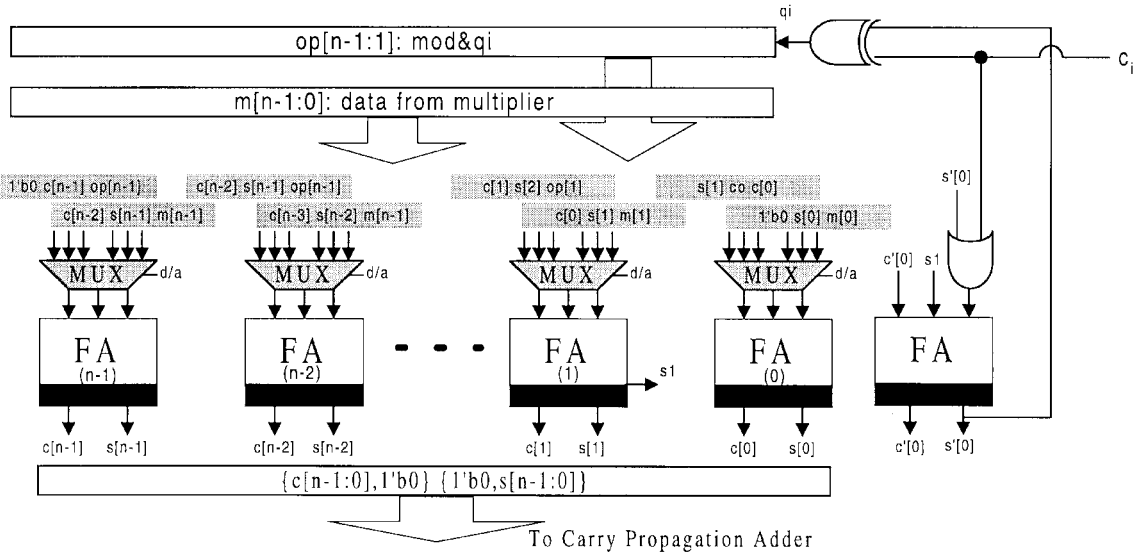 qi
op[n-1:1]: mod&qi
C i
m[n-1:0]: data from multiplier
1'b0 c[n-1] op[n-1]
c[n-2] s[n-1] op[n-1]
c[1] s[2] op[1]
s[1] co c[0]
s'[0]
c[n-2] s[n-1] m[n-1]
c[n-3] s[n-2] m[n-1]
c[0] s[1] m[1]
1'b0 s[0] m[0]
MUX d/a
MUX d/a
MUX d/a
MUX d/a
c'[0] s1
FA
(n-1)
FA
(n-2)
FA
(1)
s1
FA
(0)
FA
c[n-1] s[n-1]
c[n-2] s[n-2]
c[1] s[1]
c[0] s[0]
c'[0] s'[0]
{c[n-1:0],1'b0} {1'b0,s[n-1:0]}
To Carry Propagation Adder